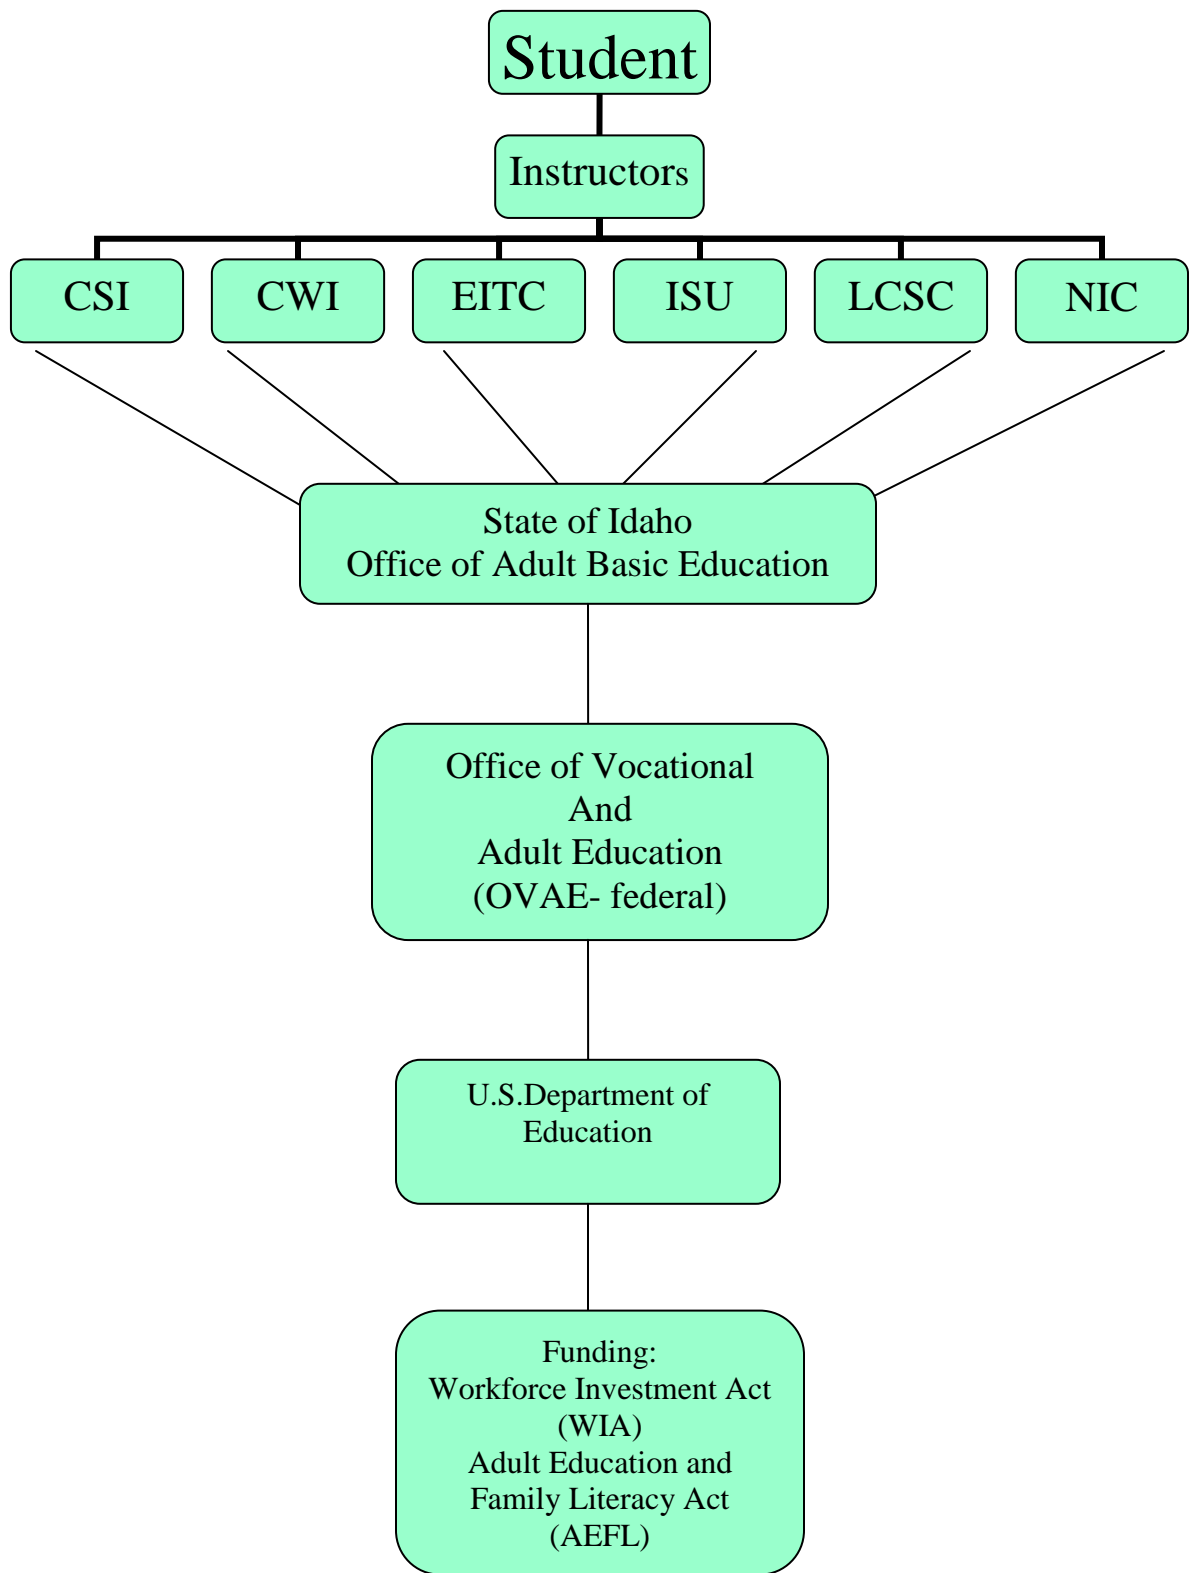 Student
Instructors
CSI
CWI
EITC
ISU
LCSC
NIC
State of Idaho
Office of Adult Basic Education
Office of Vocational
And
Adult Education
(OVAE- federal)
U.S.Department of
Education
Funding:
Workforce Investment Act
(WIA)
Adult Education and
Family Literacy Act
(AEFL)